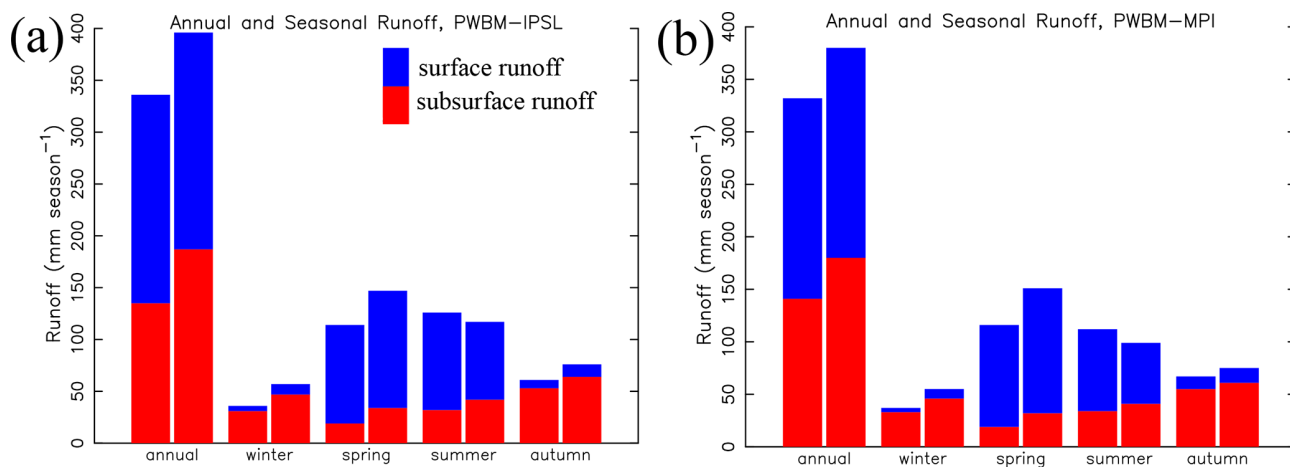 (a)
Annual and Seasonal Runoff, PWBM-IPSL
surface runoff
subsurface runoff
Runoff (mm season−1)
400
350
300
250
200
150
100
50
0
annual winter spring summer autumn
(b)
Annual and Seasonal Runoff, PWBM-MPI
Runoff (mm season−1)
400
350
300
250
200
150
100
50
0
annual winter spring summer autumn